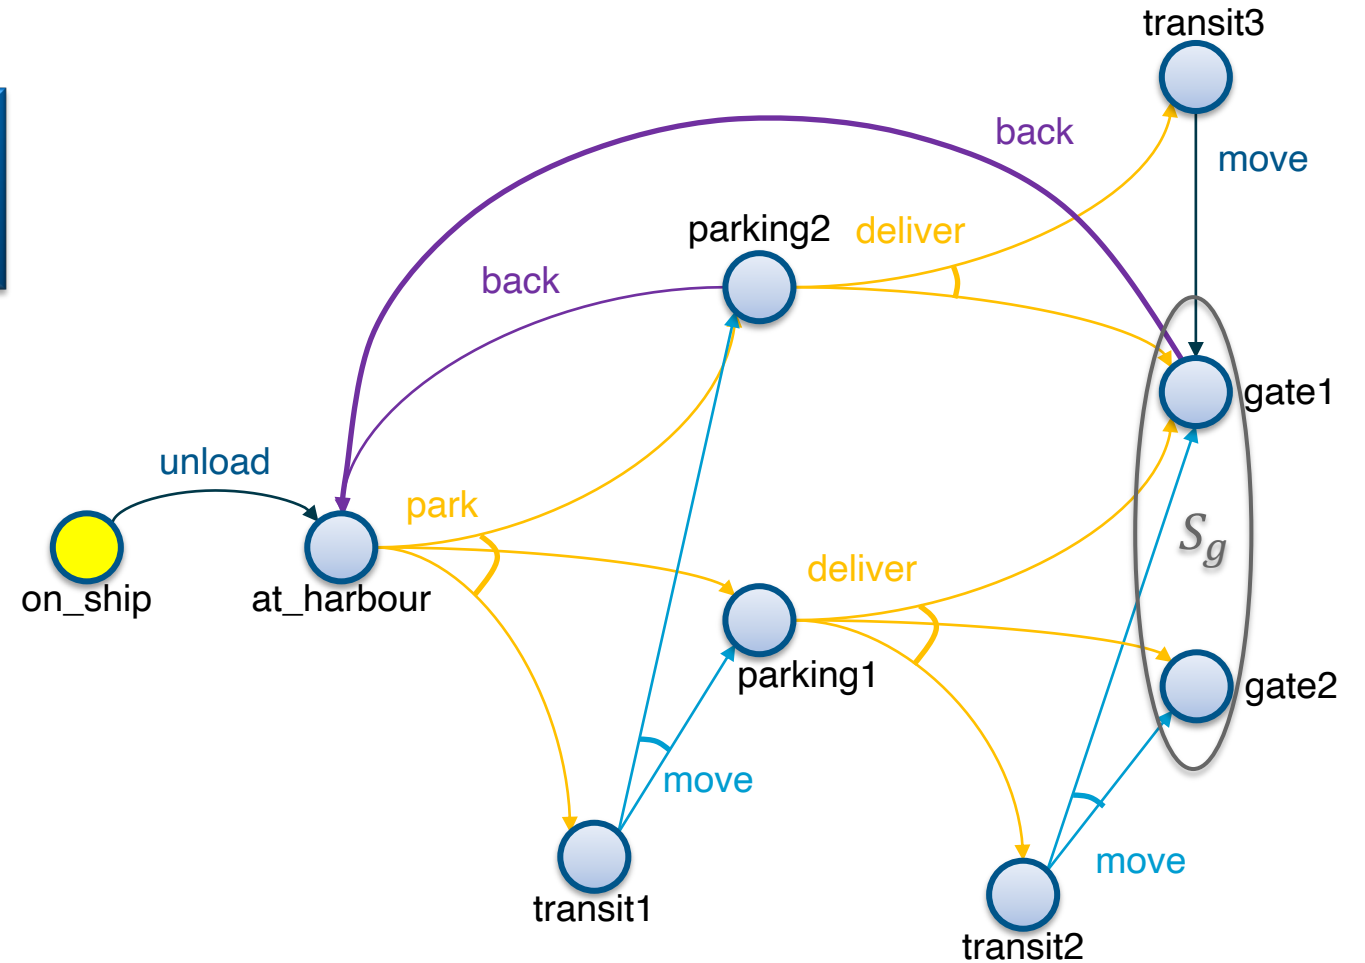 transit3
back
move
parking2
deliver
back
gate1
unload
park
S_g
deliver
on_ship
at_harbour
parking1
gate2
move
move
transit1
transit2